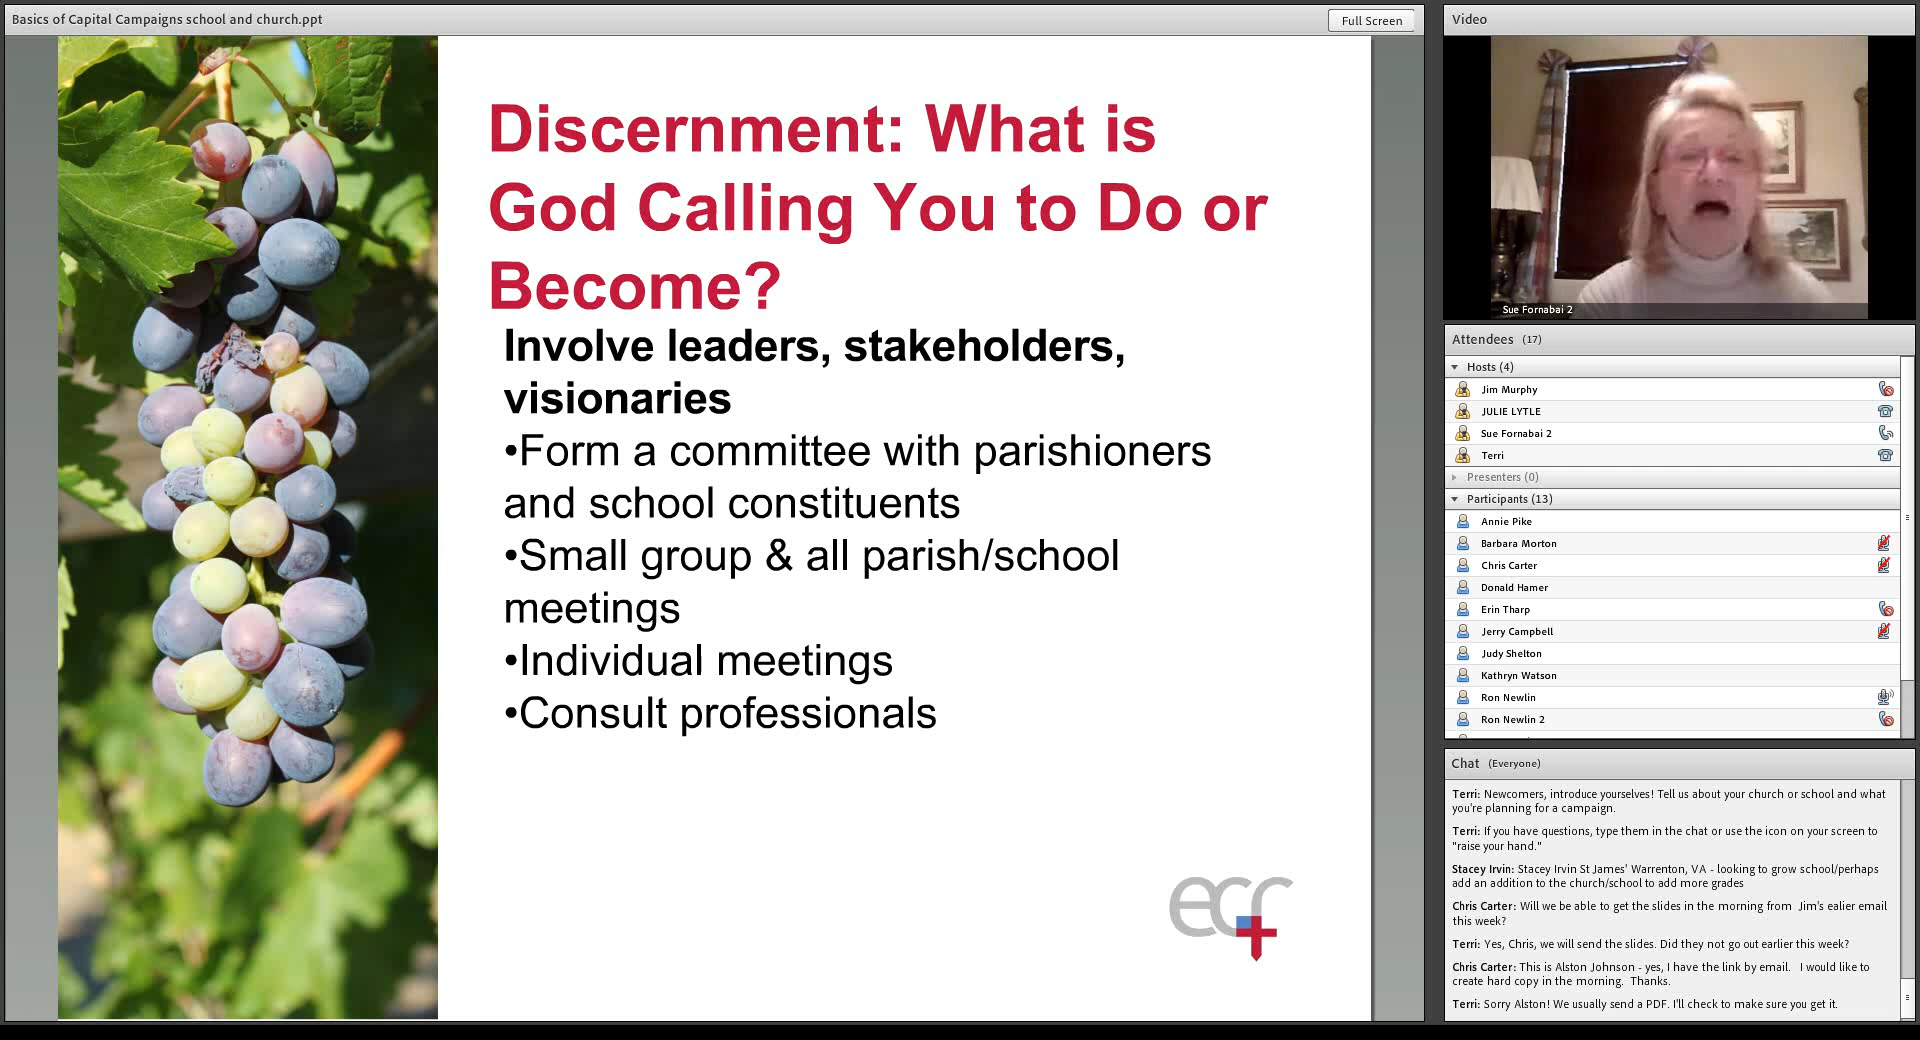 Basics of Capital Campaigns school and church.ppt
Full Screen
Discernment: What is
God Calling You to Do or
Become?
Involve leaders, stakeholders,
visionaries
•Form a committee with parishioners
and school constituents
•Small group & all parish/school
meetings
•Individual meetings
•Consult professionals
ecf
Video
Sue Fornabai 2
Attendees (17)
Hosts (4)
Jim Murphy
JULIE LYTLE
Sue Fornabai 2
Terri
Presenters (0)
Participants (13)
Annie Pike
Barbara Morton
Chris Carter
Donald Hamer
Erin Tharp
Jerry Campbell
Judy Shelton
Kathryn Watson
Ron Newlin
Ron Newlin 2
Chat (Everyone)
Terri: Newcomers, introduce yourselves! Tell us about your church or school and what
you're planning for a campaign.
Terri: If you have questions, type them in the chat or use the icon on your screen to
"raise your hand."
Stacey Irvin: Stacey Irvin St James' Warrenton, VA - looking to grow school/perhaps
add an addition to the church/school to add more grades
Chris Carter: Will we be able to get the slides in the morning from Jim's ealier email
this week?
Terri: Yes, Chris, we will send the slides. Did they not go out earlier this week?
Chris Carter: This is Alston Johnson - yes, I have the link by email. I would like to
create hard copy in the morning. Thanks.
Terri: Sorry Alston! We usually send a PDF. I'll check to make sure you get it.